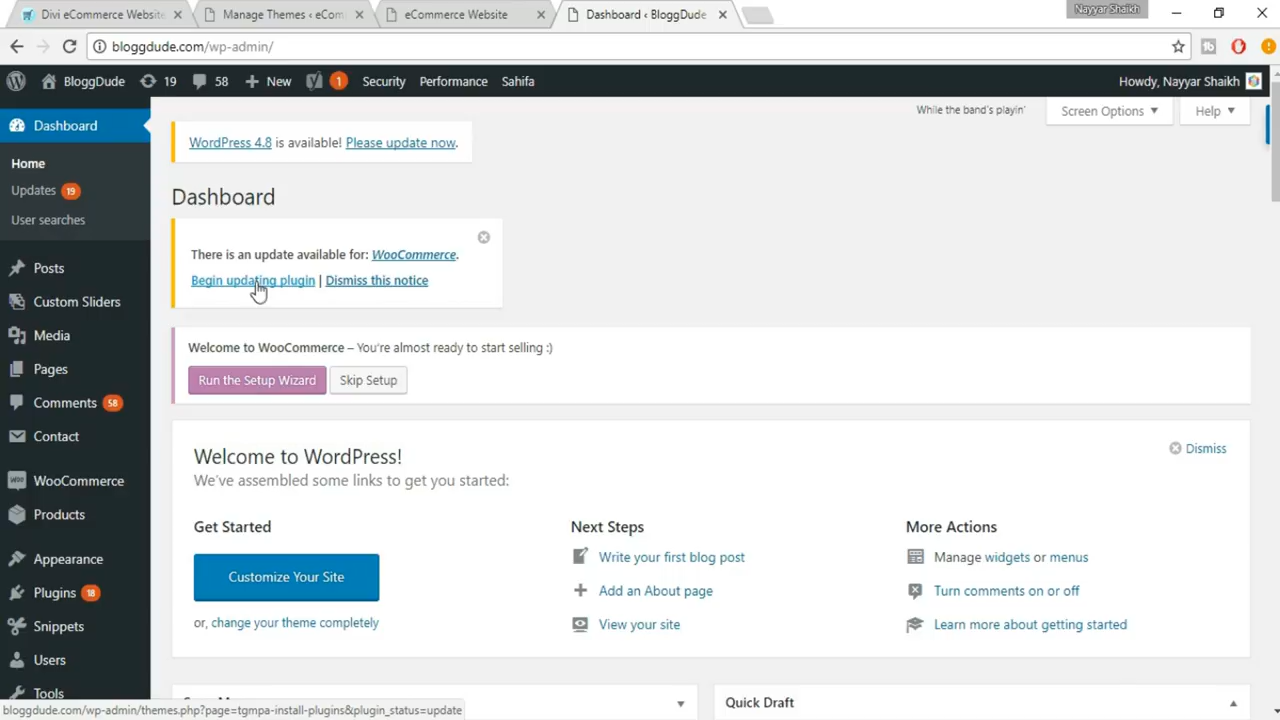 Divi eCommerce Website
Manage Themes ‹ eCom
eCommerce Website
Dashboard ‹ BloggDude
Nayyar Shaikh
bloggdude.com/wp-admin/
BloggDude
19
58
New
1
Security
Performance
Sahifa
Howdy, Nayyar Shaikh
Dashboard
Home
Updates 19
User searches
Posts
Custom Sliders
Media
Pages
Comments 58
Contact
WooCommerce
Products
Appearance
Plugins 18
Snippets
Users
Tools
While the band's playin'
Screen Options
Help
WordPress 4.8 is available! Please update now.
Dashboard
There is an update available for: WooCommerce.
Begin updating plugin | Dismiss this notice
Welcome to WooCommerce – You're almost ready to start selling :)
Run the Setup Wizard
Skip Setup
Welcome to WordPress!
We've assembled some links to get you started:
Dismiss
Get Started
Customize Your Site
or, change your theme completely
Next Steps
Write your first blog post
Add an About page
View your site
More Actions
Manage widgets or menus
Turn comments on or off
Learn more about getting started
Quick Draft
bloggdude.com/wp-admin/themes.php?page=tgmpa-install-plugins&plugin_status=update